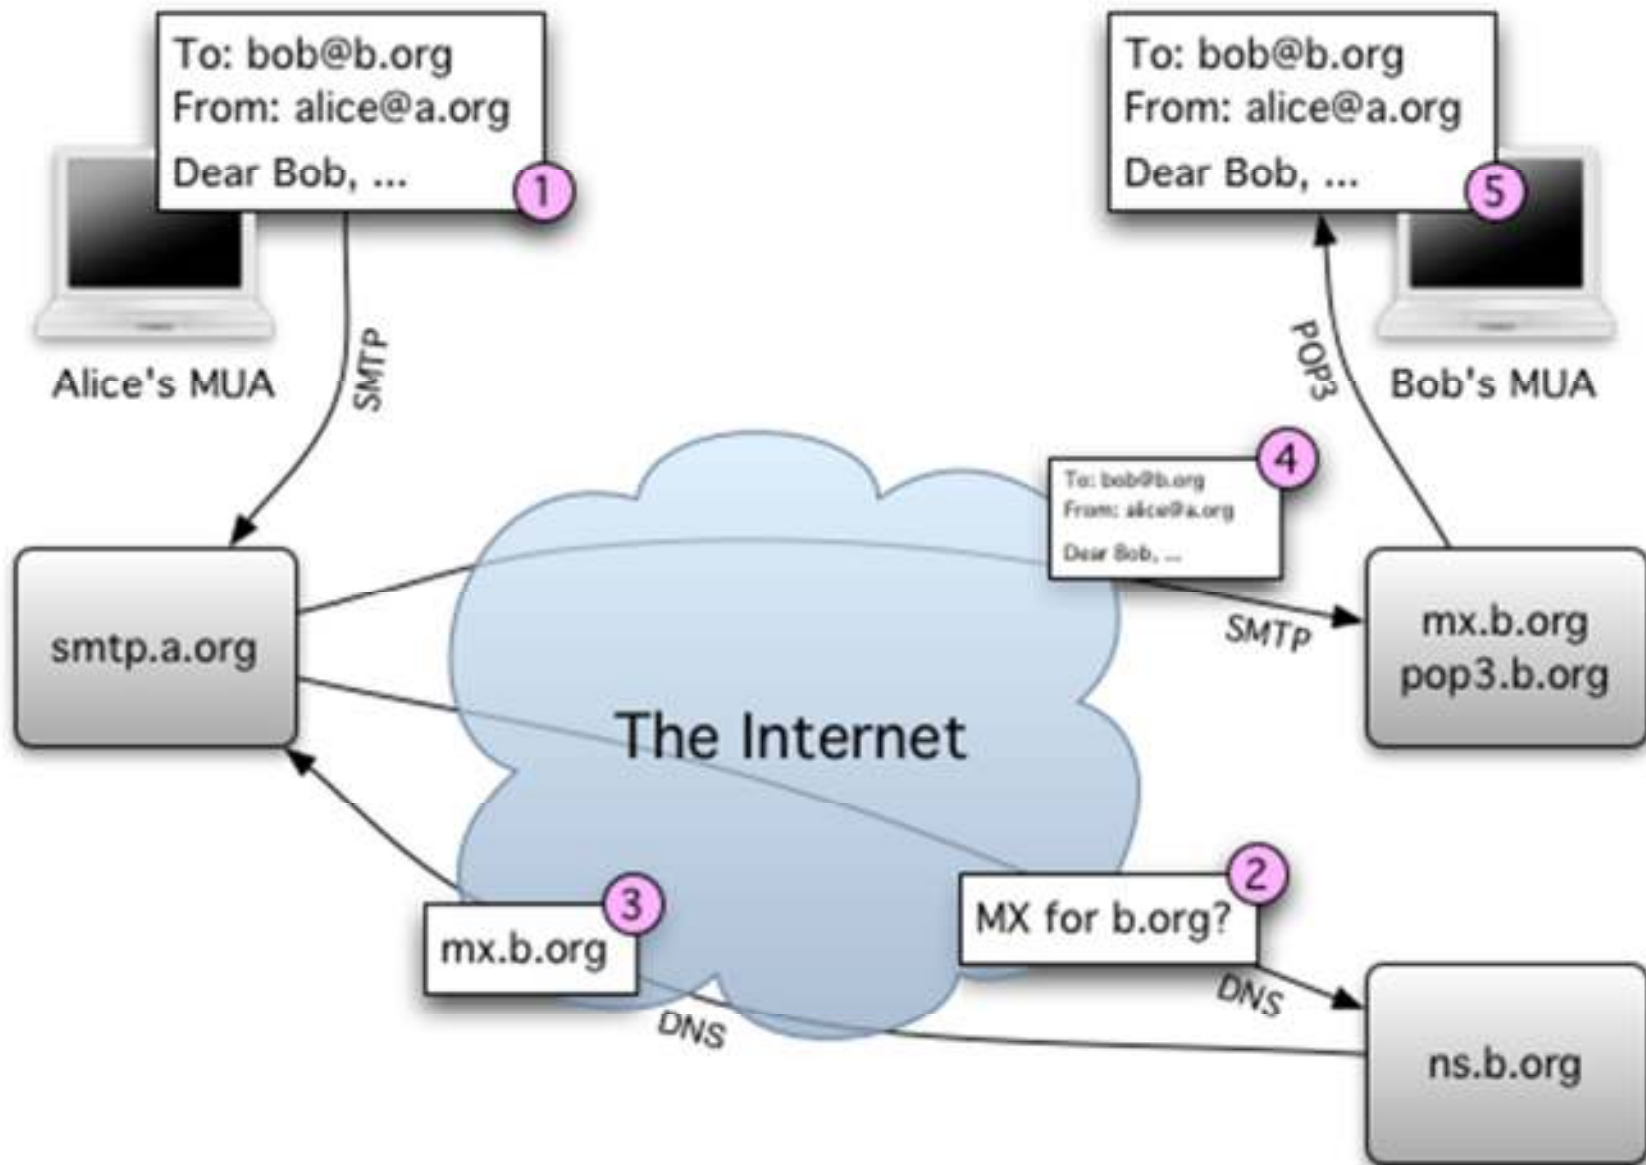 To: bob@b.org
From: alice@a.org
Dear Bob, ...
1
Alice's MUA
SMTP
To: bob@b.org
From: alice@a.org
Dear Bob, ...
5
Bob's MUA
POP3
To: bob@b.org
From: alice@a.org
Dear Bob, ...
4
SMTP
smtp.a.org
mx.b.org
pop3.b.org
The Internet
MX for b.org?
2
DNS
mx.b.org
3
DNS
ns.b.org